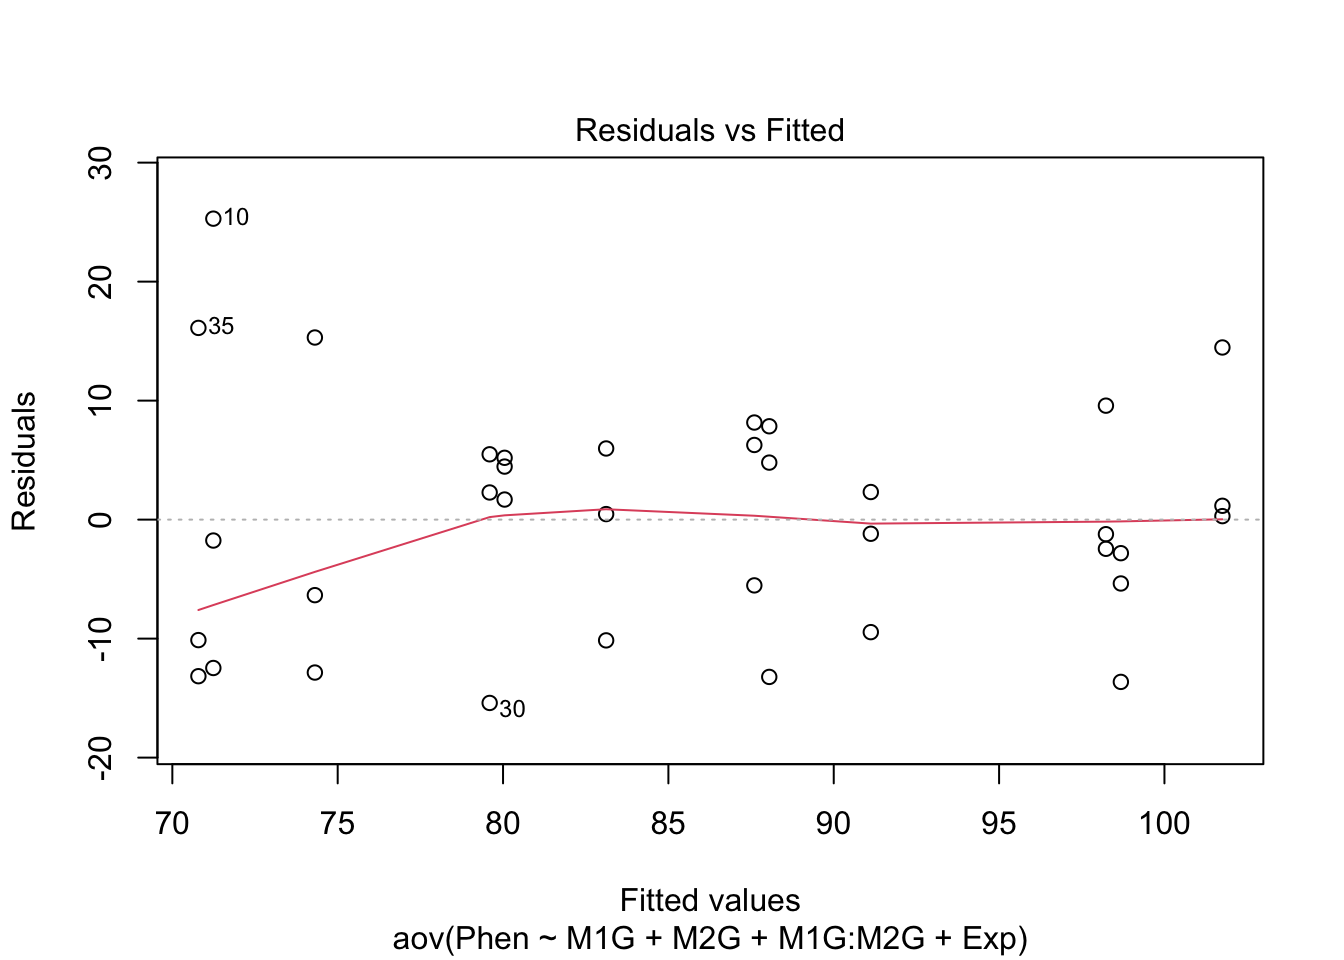 Residuals vs Fitted
30
20
10
0
-10
-20
Residuals
10
35
30
70 75 80 85 90 95 100
Fitted values
aov(Phen ~ M1G + M2G + M1G:M2G + Exp)